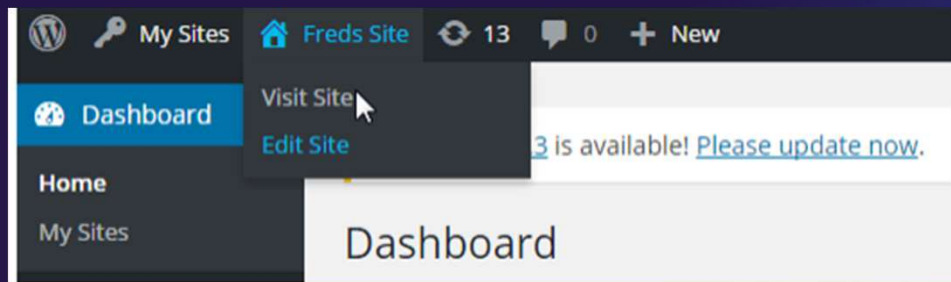 My Sites Freds Site 13 0 + New
Dashboard
Visit Site
Edit Site
3 is available! Please update now.
Home
My Sites
Dashboard